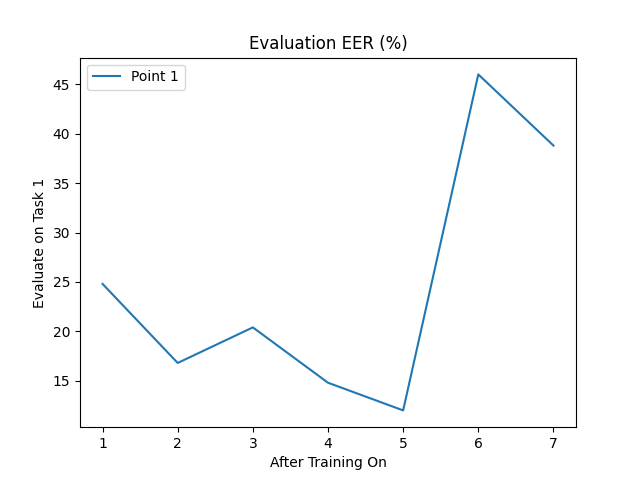 Evaluation EER (%)
Point 1
Evaluate on Task 1
45
40
35
30
25
20
15
1 2 3 4 5 6 7
After Training On